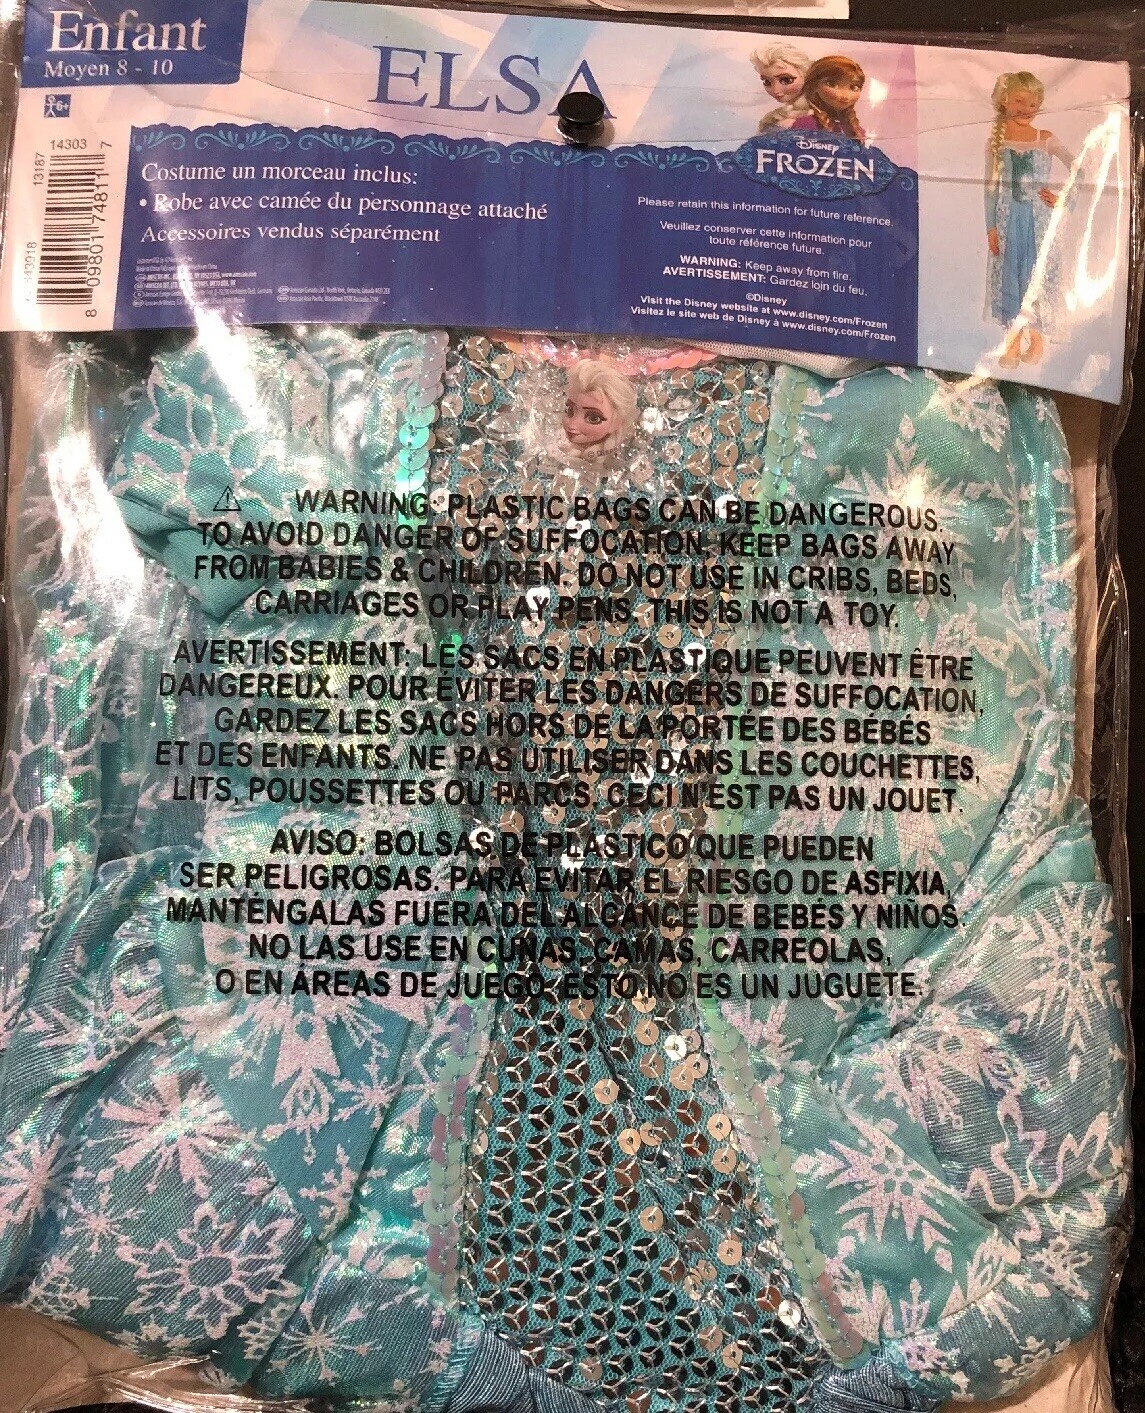 Enfant
Moyen 8 - 10
6+
ELSA
Disney
FROZEN
14303
13187
8 09801 74811 7
Costume un morceau inclus:
• Robe avec camée du personnage attaché
Accessoires vendus séparément
Please retain this information for future reference.
Veuillez conserver cette information pour
toute référence future.
WARNING: Keep away from fire.
AVERTISSEMENT: Gardez loin du feu.
©Disney
Visit the Disney website at www.disney.com/Frozen
Visitez le site web de Disney à www.disney.com/Frozen
WARNING: PLASTIC BAGS CAN BE DANGEROUS.
TO AVOID DANGER OF SUFFOCATION, KEEP BAGS AWAY
FROM BABIES & CHILDREN. DO NOT USE IN CRIBS, BEDS,
CARRIAGES OR PLAY PENS. THIS IS NOT A TOY.
AVERTISSEMENT: LES SACS EN PLASTIQUE PEUVENT ÊTRE
DANGEREUX. POUR ÉVITER LES DANGERS DE SUFFOCATION,
GARDEZ LES SACS HORS DE LA PORTÉE DES BÉBÉS
ET DES ENFANTS. NE PAS UTILISER DANS LES COUCHETTES,
LITS, POUSSETTES OU PARCS. CECI N'EST PAS UN JOUET.
AVISO: BOLSAS DE PLASTICO QUE PUEDEN
SER PELIGROSAS. PARA EVITAR EL RIESGO DE ASFIXIA,
MANTÉNGALAS FUERA DEL ALCANCE DE BEBÉS Y NIÑOS.
NO LAS USE EN CUNAS, CAMAS, CARREOLAS,
O EN ÁREAS DE JUEGO. ESTO NO ES UN JUGUETE.